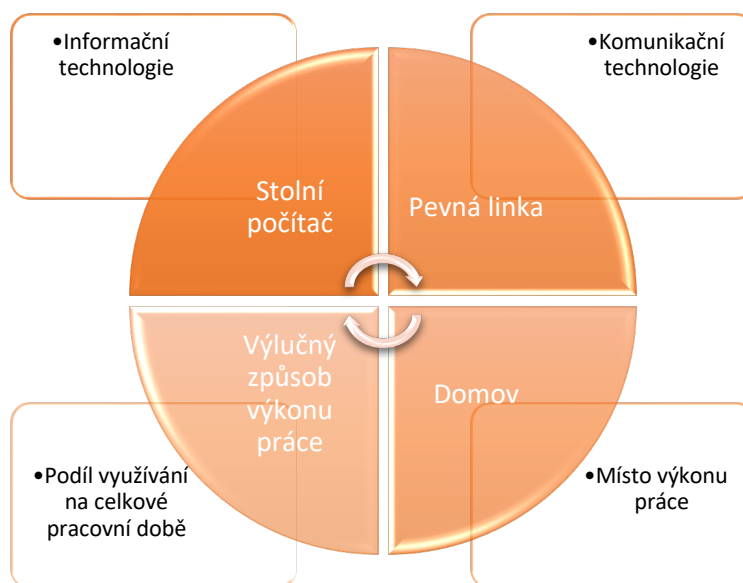 •Informační
technologie
•Komunikační
technologie
Stolní
počítač
Pevná linka
Výlučný
způsob
výkonu
práce
Domov
•Podíl využívání
na celkové
pracovní době
•Místo výkonu
práce